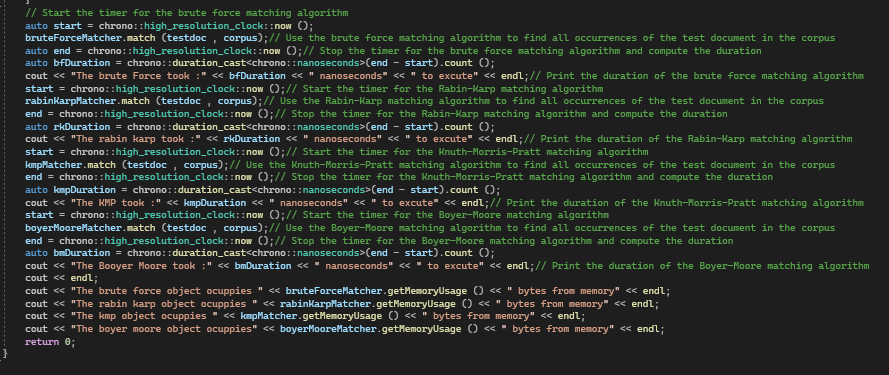 }
// Start the timer for the brute force matching algorithm
auto start = chrono::high_resolution_clock::now ();
bruteForceMatcher.match (testdoc , corpus);// Use the brute force matching algorithm to find all occurrences of the test document in the corpus
auto end = chrono::high_resolution_clock::now ();// Stop the timer for the brute force matching algorithm and compute the duration
auto bfDuration = chrono::duration_cast<chrono::nanoseconds>(end - start).count ();
cout << "The brute Force took :" << bfDuration << " nanoseconds" << " to excute" << endl;// Print the duration of the brute force matching algorithm
start = chrono::high_resolution_clock::now ();// Start the timer for the Rabin-Karp matching algorithm
rabinKarpMatcher.match (testdoc , corpus);// Use the Rabin-Karp matching algorithm to find all occurrences of the test document in the corpus
end = chrono::high_resolution_clock::now ();// Stop the timer for the Rabin-Karp matching algorithm and compute the duration
auto rkDuration = chrono::duration_cast<chrono::nanoseconds>(end - start).count ();
cout << "The rabin karp took :" << rkDuration << " nanoseconds" << " to excute" << endl;// Print the duration of the Rabin-Karp matching algorithm
start = chrono::high_resolution_clock::now ();// Start the timer for the Knuth-Morris-Pratt matching algorithm
kmpMatcher.match (testdoc , corpus);// Use the Knuth-Morris-Pratt matching algorithm to find all occurrences of the test document in the corpus
end = chrono::high_resolution_clock::now ();// Stop the timer for the Knuth-Morris-Pratt matching algorithm and compute the duration
auto kmpDuration = chrono::duration_cast<chrono::nanoseconds>(end - start).count ();
cout << "The KMP took :" << kmpDuration << " nanoseconds" << " to excute" << endl;// Print the duration of the Knuth-Morris-Pratt matching algorithm
start = chrono::high_resolution_clock::now ();// Start the timer for the Boyer-Moore matching algorithm
boyerMooreMatcher.match (testdoc , corpus);// Use the Boyer-Moore matching algorithm to find all occurrences of the test document in the corpus
end = chrono::high_resolution_clock::now ();// Stop the timer for the Boyer-Moore matching algorithm and compute the duration
auto bmDuration = chrono::duration_cast<chrono::nanoseconds>(end - start).count ();
cout << "The Booyer Moore took :" << bmDuration << " nanoseconds" << " to excute" << endl;// Print the duration of the Boyer-Moore matching algorithm
cout << endl;
cout << "The brute force object ocuppies " << bruteForceMatcher.getMemoryUsage () << " bytes from memory" << endl;
cout << "The rabin karp object ocuppies " << rabinKarpMatcher.getMemoryUsage () << " bytes from memory" << endl;
cout << "The kmp object ocuppies " << kmpMatcher.getMemoryUsage () << " bytes from memory" << endl;
cout << "The boyer moore object ocuppies" << boyerMooreMatcher.getMemoryUsage () << " bytes from memory" << endl;
return 0;
}